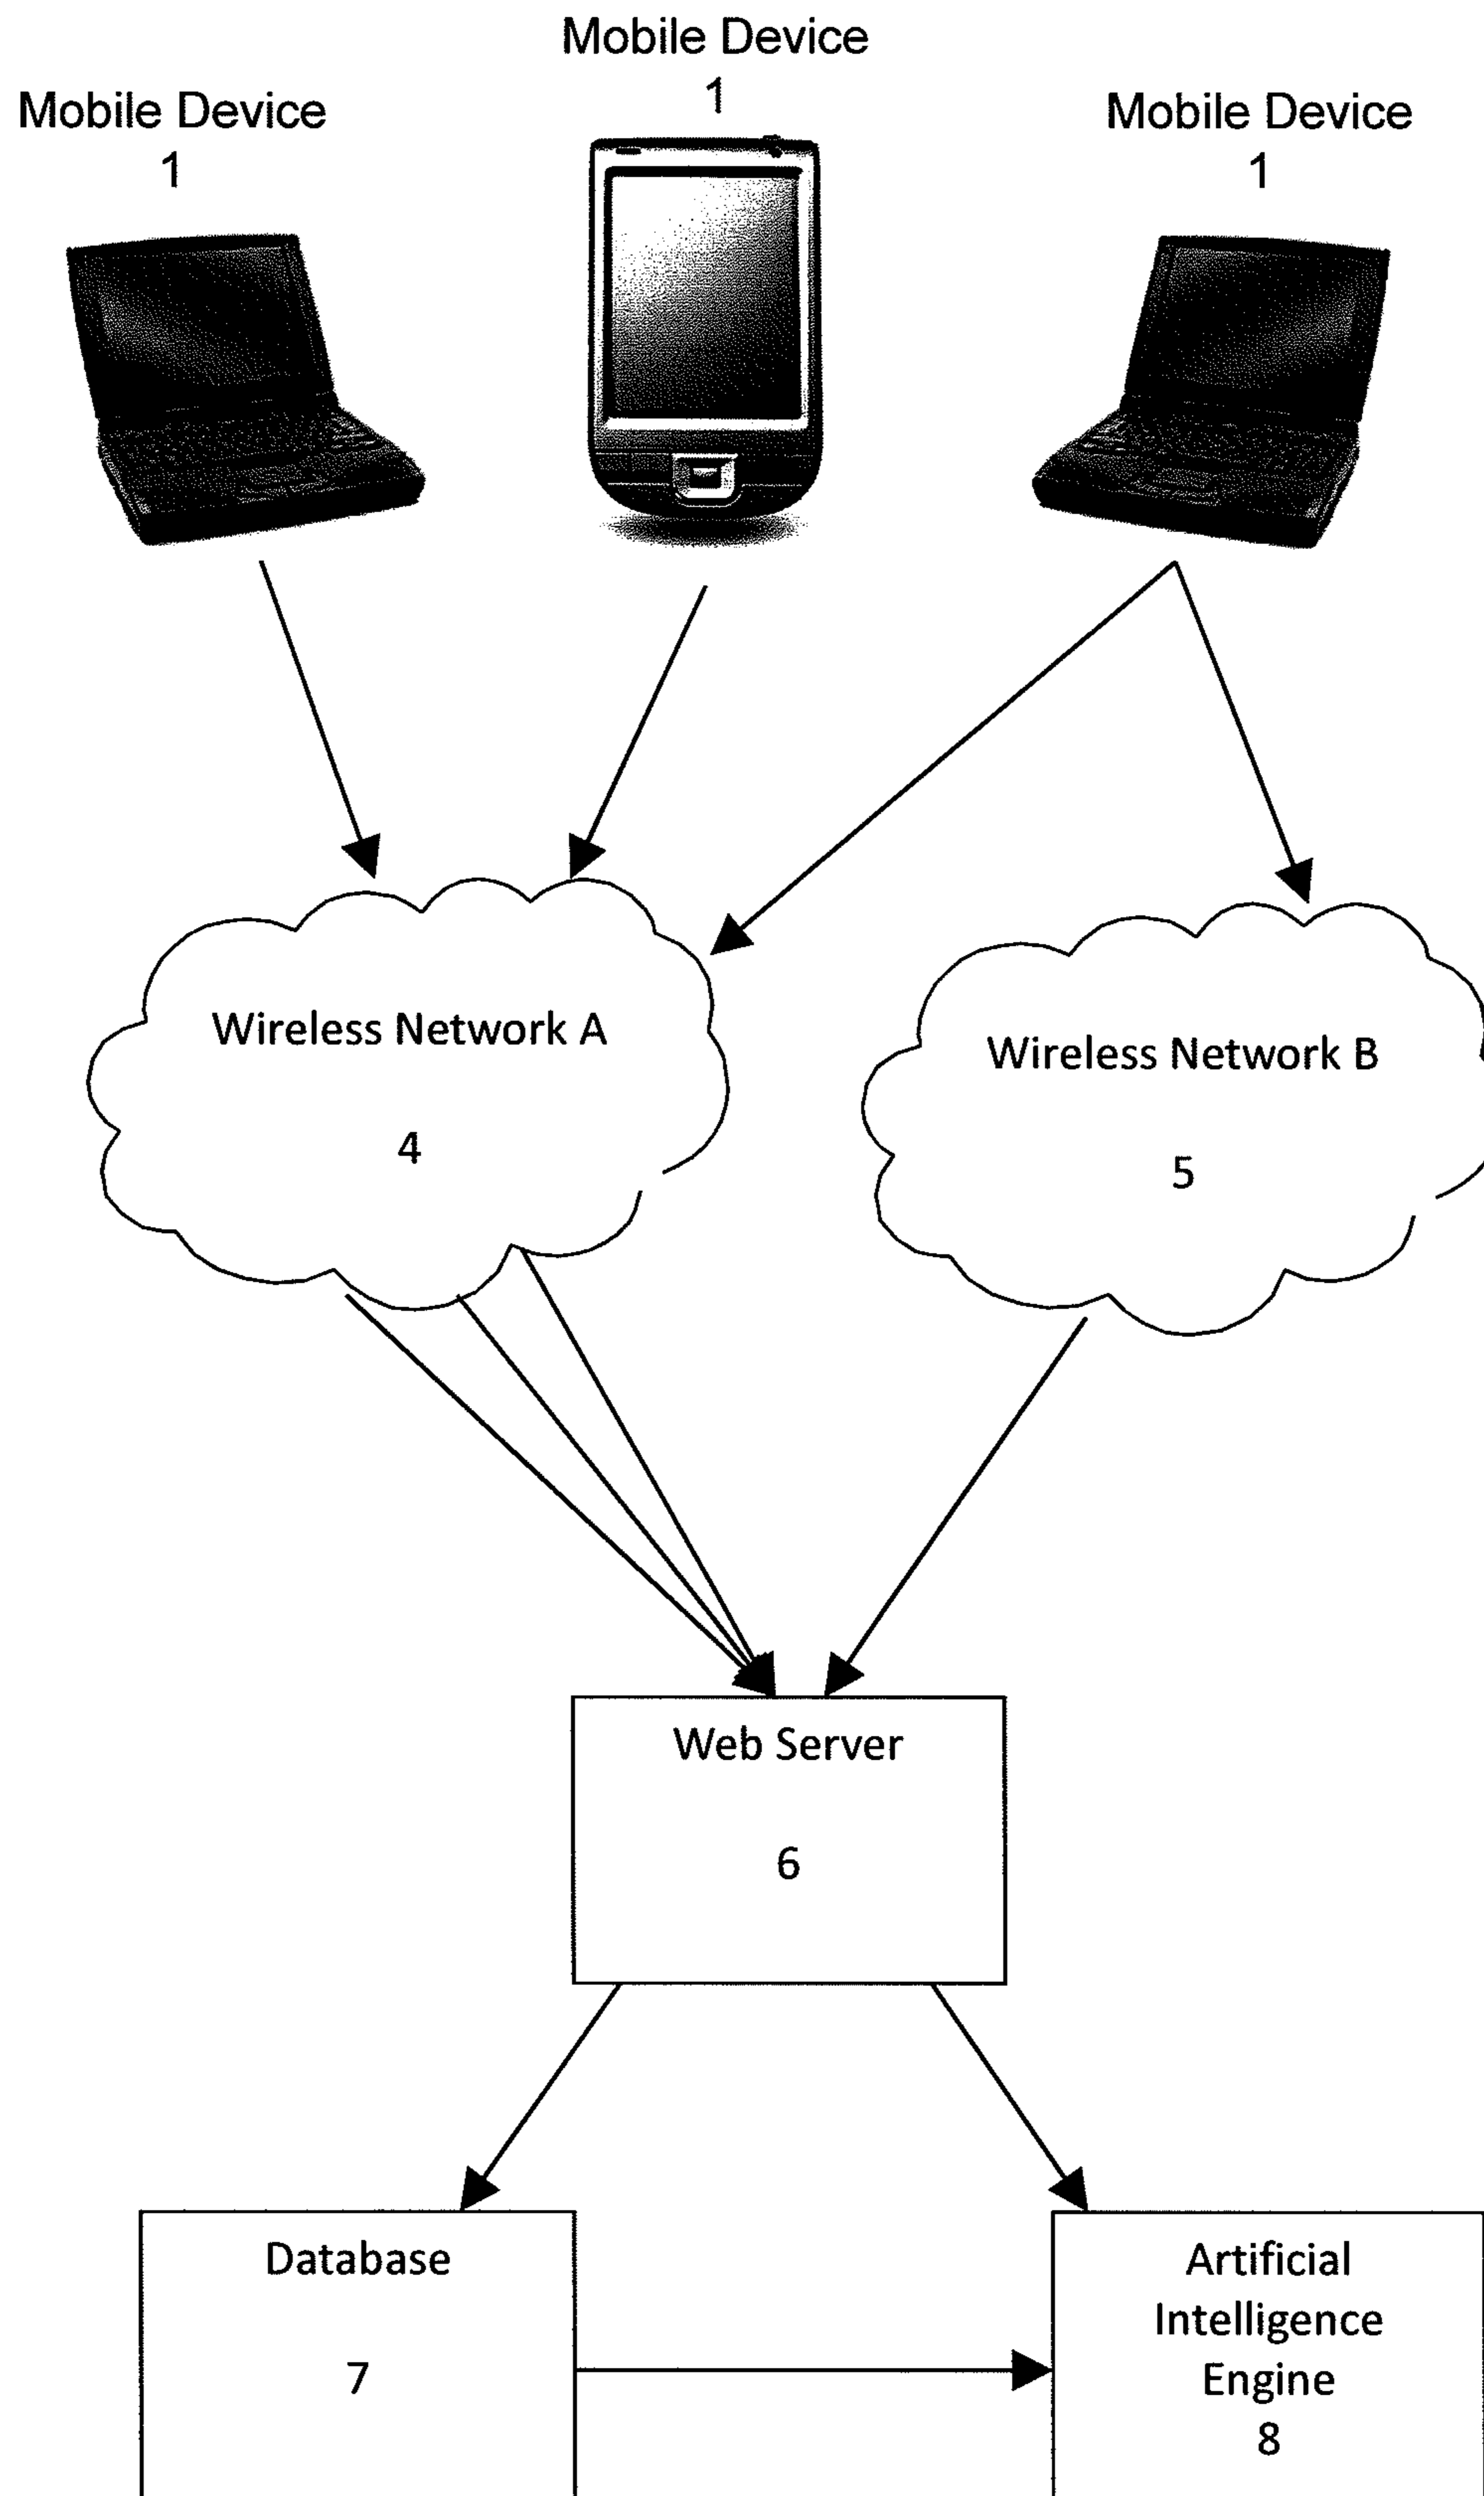 Mobile Device
1
Mobile Device
1
Mobile Device
1
Wireless Network A
4
Wireless Network B
5
Web Server
6
Database
7
Artificial
Intelligence
Engine
8